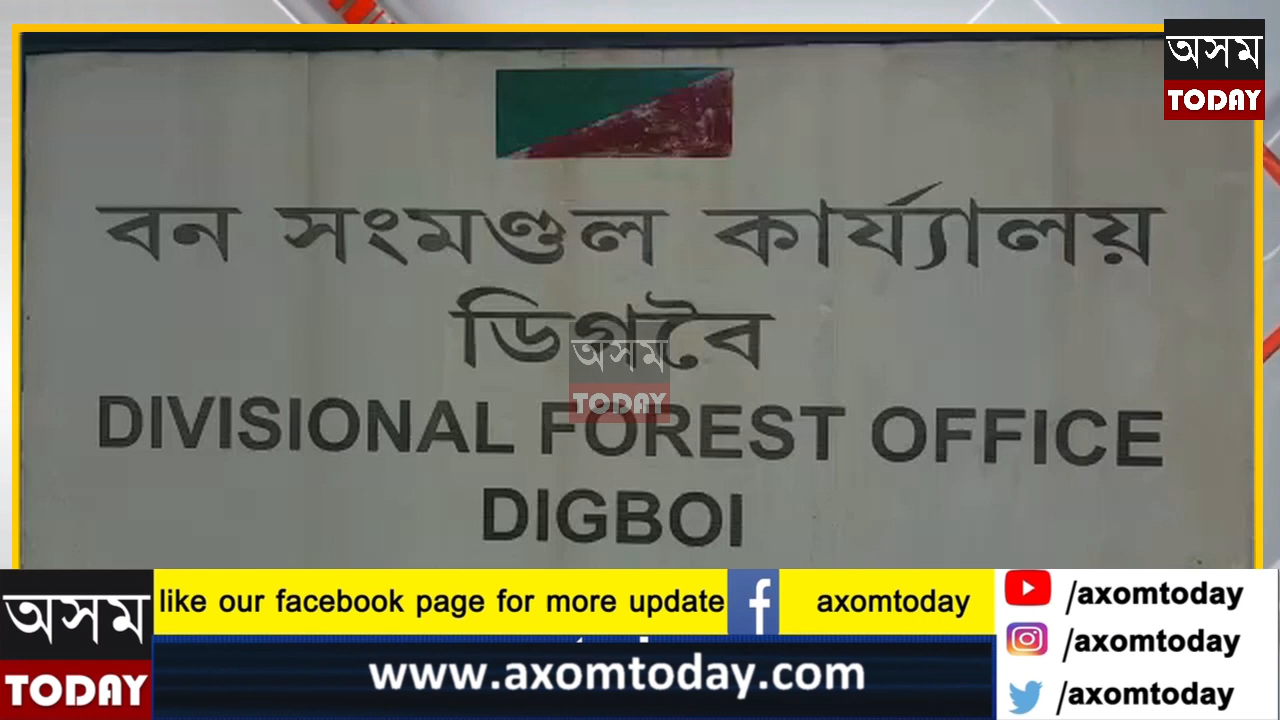 অসম
TODAY
বন সংমণ্ডল কার্য্যালয়
ডিগবৈ
অসম
TODAY
DIVISIONAL FOREST OFFICE
DIGBOI
অসম
TODAY
like our facebook page for more update
axomtoday
www.axomtoday.com
/axomtoday
/axomtoday
/axomtoday